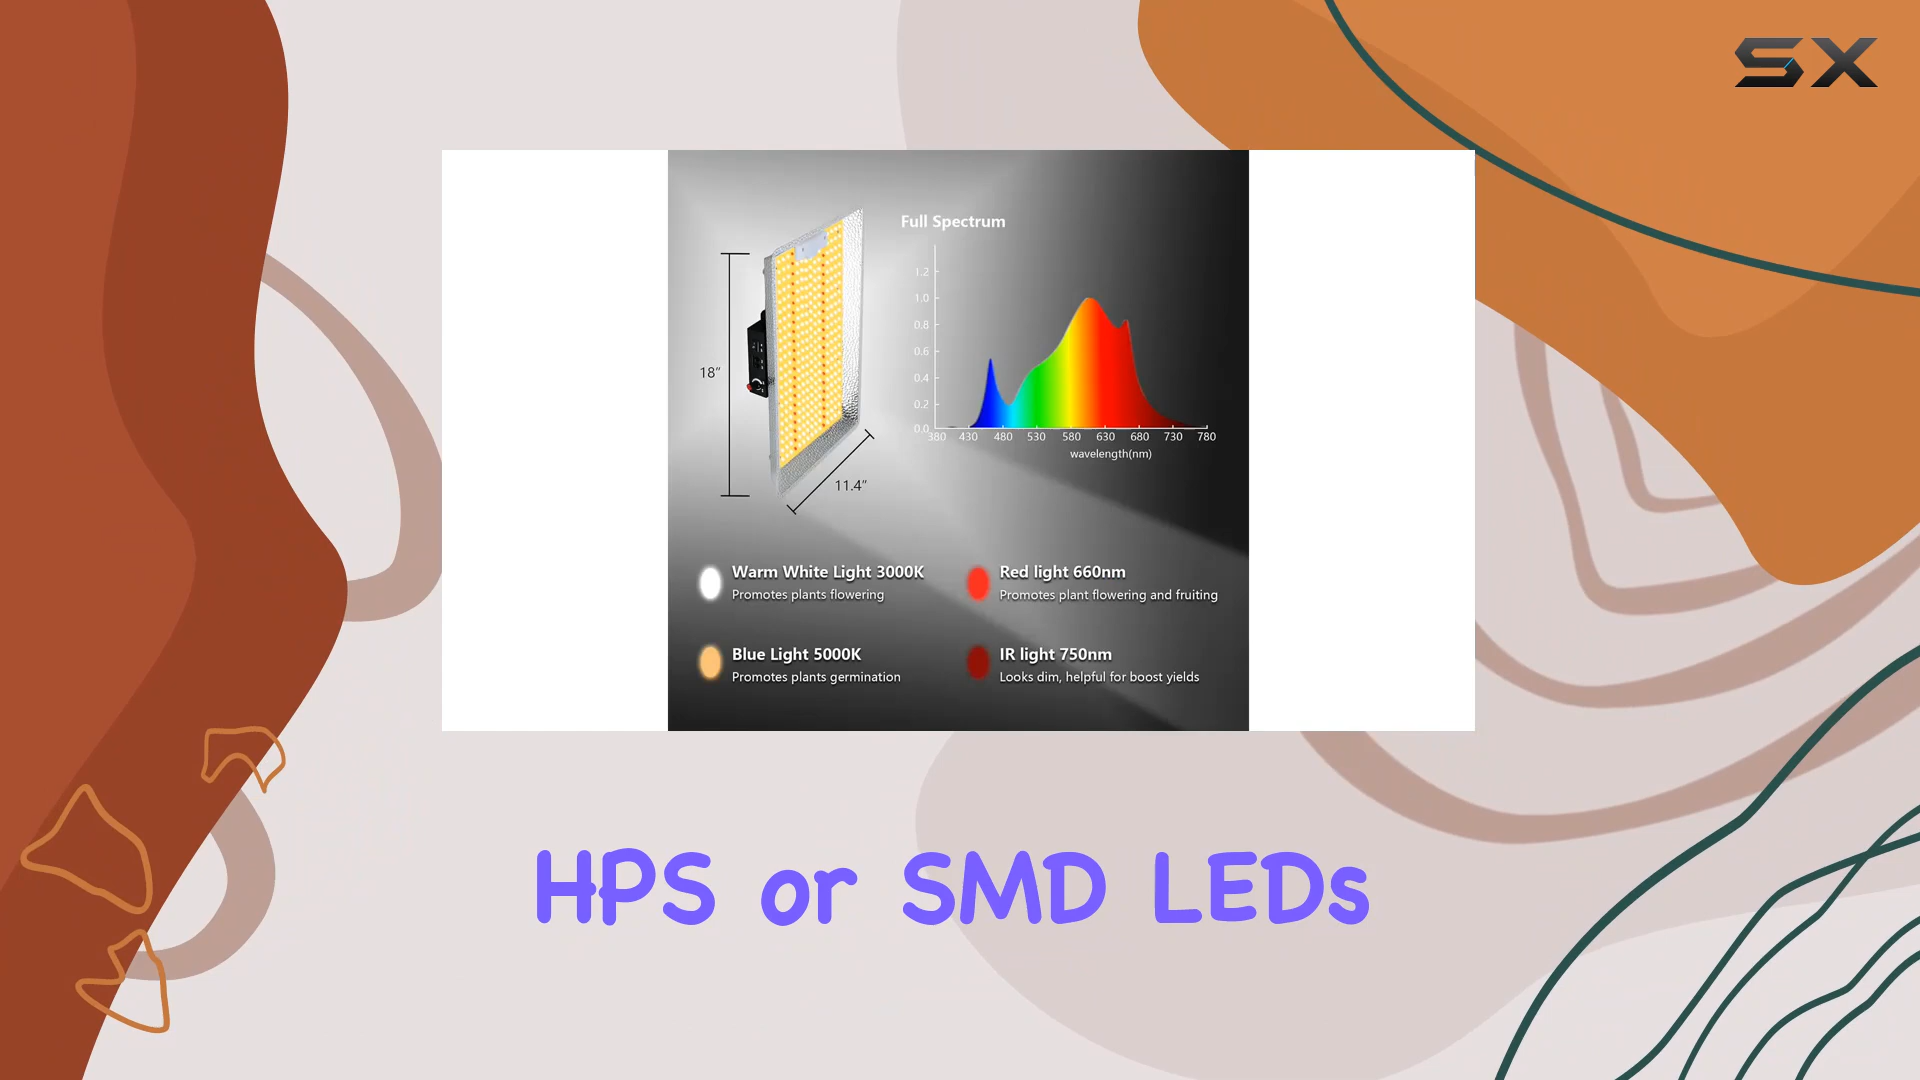 SX
Full Spectrum
1.2
1.0
0.8
0.6
0.4
0.2
0.0
380 430 480 530 580 630 680 730 780
wavelength(nm)
18"
11.4"
Warm White Light 3000K
Promotes plants flowering
Red light 660nm
Promotes plant flowering and fruiting
Blue Light 5000K
Promotes plants germination
IR light 750nm
Looks dim, helpful for boost yields
HPS or SMD LEDs